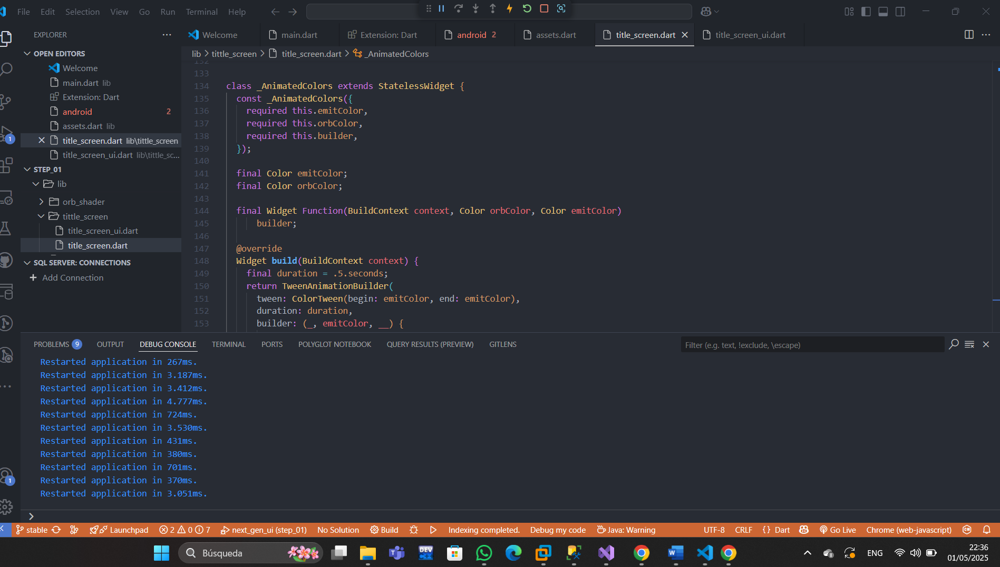 File Edit Selection View Go Run Terminal Help
EXPLORER
Welcome main.dart Extension: Dart android 2 assets.dart title_screen.dart title_screen_ui.dart
OPEN EDITORS
Welcome
main.dart lib
Extension: Dart
android 2
assets.dart lib
title_screen.dart lib\tittle_screen
title_screen_ui.dart lib\tittle_sc...
STEP_01
lib
orb_shader
tittle_screen
title_screen_ui.dart
title_screen.dart
SQL SERVER: CONNECTIONS
Add Connection
1
1
lib > tittle_screen > title_screen.dart > _AnimatedColors
132
133
134 class _AnimatedColors extends StatelessWidget {
135 const _AnimatedColors({
136 required this.emitColor,
137 required this.orbColor,
138 required this.builder,
139 });
140
141 final Color emitColor;
142 final Color orbColor;
143
144 final Widget Function(BuildContext context, Color orbColor, Color emitColor)
145 builder;
146
147 @override
148 Widget build(BuildContext context) {
149 final duration = .5.seconds;
150 return TweenAnimationBuilder(
151 tween: ColorTween(begin: emitColor, end: emitColor),
152 duration: duration,
153 builder: (_, emitColor, __) {
PROBLEMS 9 OUTPUT DEBUG CONSOLE TERMINAL PORTS POLYGLOT NOTEBOOK QUERY RESULTS (PREVIEW) GITLENS Filter (e.g. text, !exclude, \escape)
Restarted application in 267ms.
Restarted application in 3.187ms.
Restarted application in 3.412ms.
Restarted application in 4.777ms.
Restarted application in 724ms.
Restarted application in 3.530ms.
Restarted application in 431ms.
Restarted application in 380ms.
Restarted application in 701ms.
Restarted application in 370ms.
Restarted application in 3.051ms.
>
stable Launchpad 2 0 7 next_gen_ui (step_01) No Solution Build Indexing completed. Debug my code Java: Warning UTF-8 CRLF {} Dart Go Live Chrome (web-javascript)
Búsqueda DEV C++ ENG 22:36
01/05/2025